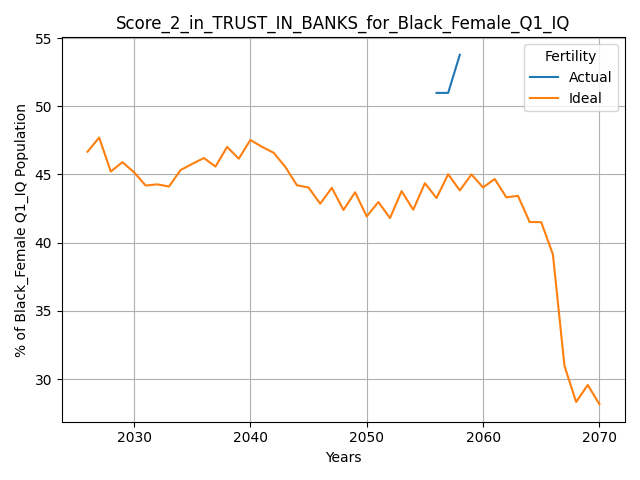 Score_2_in_TRUST_IN_BANKS_for_Black_Female_Q1_IQ
Fertility
Actual
Ideal
% of Black_Female Q1_IQ Population
55
50
45
40
35
30
2030
2040
2050
2060
2070
Years